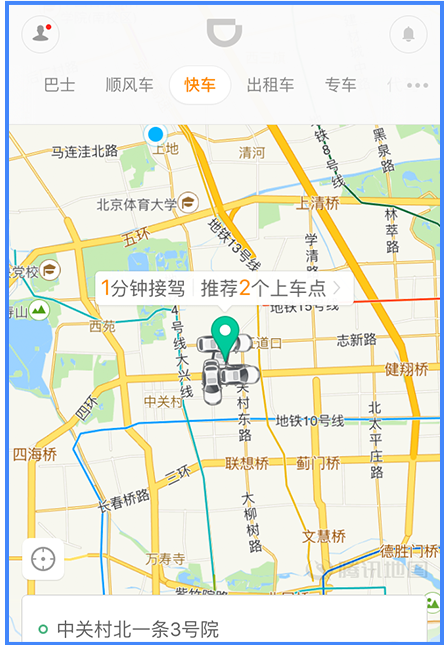 巴士
顺风车
快车
出租车
专车
马连洼北路
上地
清河
8号线
黑泉路
北京体育大学
上清桥
林萃路
五环
地铁13号线
学清路
党校
1分钟接驾
推荐2个上车点
地铁15号线
西苑
4号线大兴线
五道口
志新路
健翔桥
中关村
关村东路
四环
地铁10号线
北太平庄路
四海桥
联想桥
蓟门桥
三环
长春桥路
大柳树路
文慧桥
万寿寺
德胜门桥
腾讯地图
中关村北一条3号院